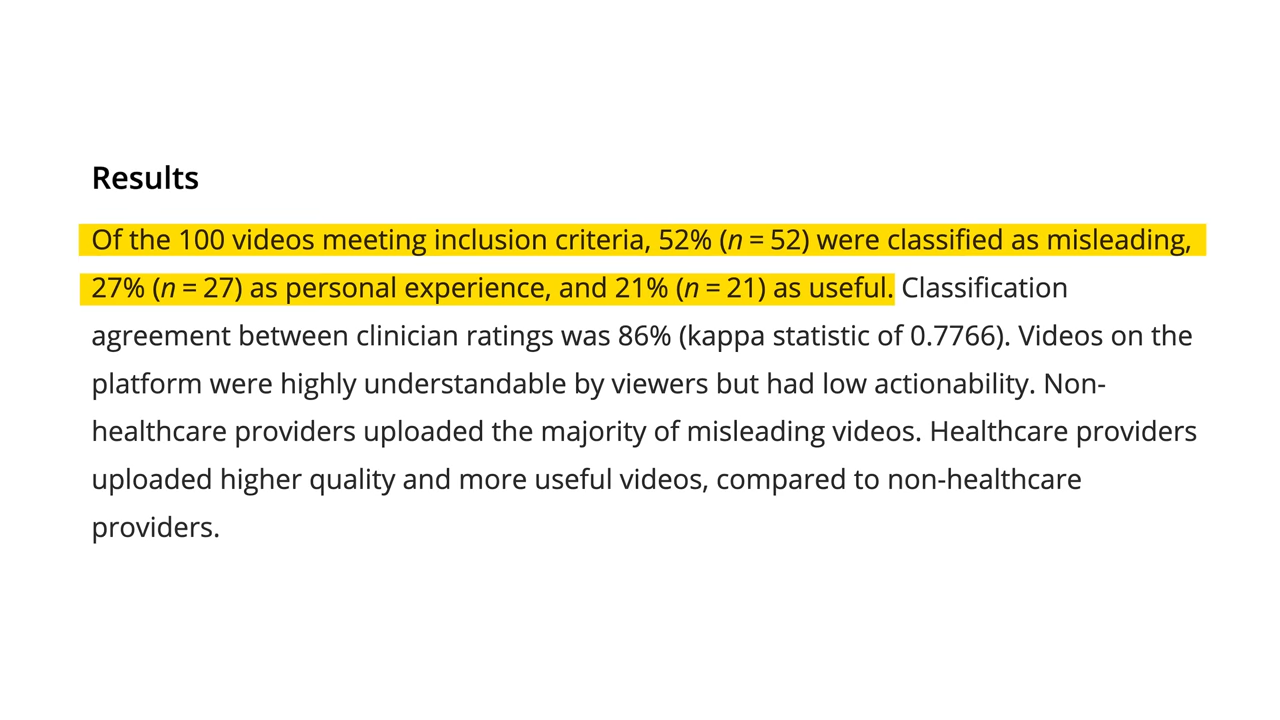 Results
Of the 100 videos meeting inclusion criteria, 52% (n = 52) were classified as misleading,
27% (n = 27) as personal experience, and 21% (n = 21) as useful. Classification
agreement between clinician ratings was 86% (kappa statistic of 0.7766). Videos on the
platform were highly understandable by viewers but had low actionability. Non-
healthcare providers uploaded the majority of misleading videos. Healthcare providers
uploaded higher quality and more useful videos, compared to non-healthcare
providers.